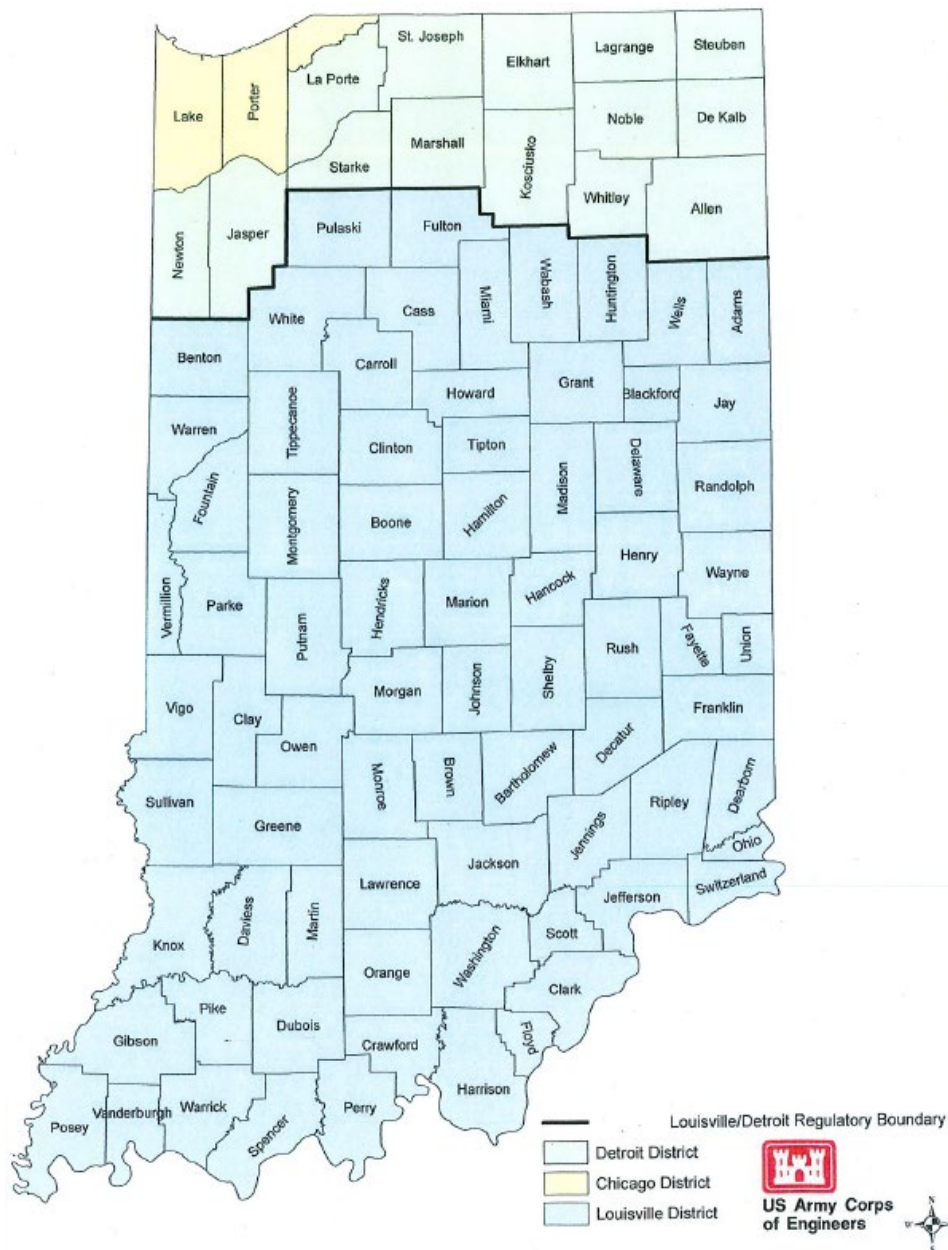 St. Joseph
Elkhart
Lagrange
Steuben
La Porte
Lake
Porter
Noble
De Kalb
Marshall
Kosciusko
Starke
Whitley
Allen
Newton
Jasper
Pulaski
Fulton
Miami
Wabash
Huntington
Wells
Adams
White
Cass
Benton
Carroll
Grant
Howard
Blackford
Jay
Warren
Tippecanoe
Clinton
Tipton
Madison
Delaware
Randolph
Fountain
Montgomery
Boone
Hamilton
Henry
Wayne
Vermillion
Parke
Putnam
Hendricks
Marion
Hancock
Rush
Fayette
Union
Vigo
Clay
Owen
Morgan
Johnson
Shelby
Franklin
Decatur
Sullivan
Greene
Monroe
Brown
Bartholomew
Jennings
Ripley
Dearborn
Ohio
Switzerland
Jackson
Lawrence
Jefferson
Knox
Daviess
Martin
Orange
Washington
Scott
Clark
Gibson
Pike
Dubois
Crawford
Floyd
Harrison
Posey
Vanderburgh
Warrick
Spencer
Perry
Louisville/Detroit Regulatory Boundary
Detroit District
Chicago District
Louisville District
US Army Corps
of Engineers
N
W